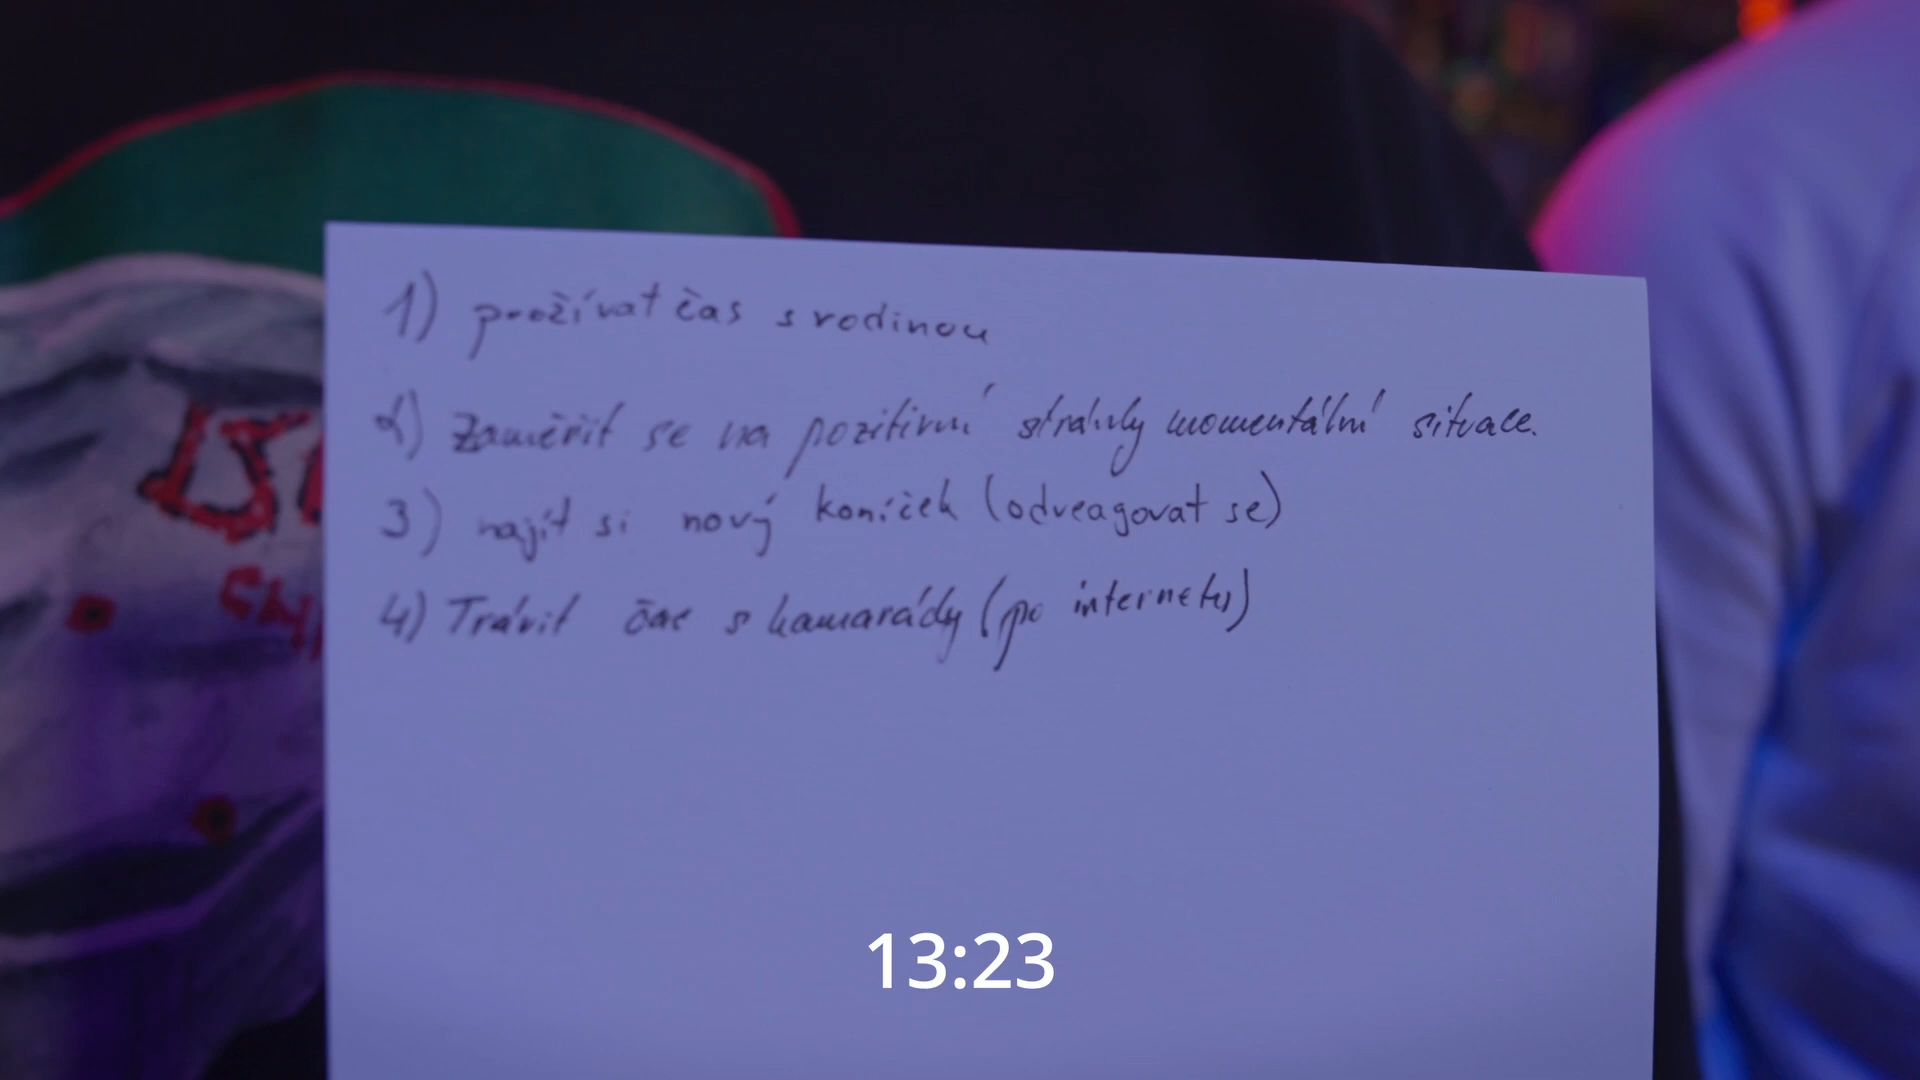 1) prožívat čas s rodinou
2) Zaměřit se na pozitivní stránky momentální situace.
3) najít si nový koníček (odreagovat se)
4) Trávit čas s kamarády (po internetu)
13:23